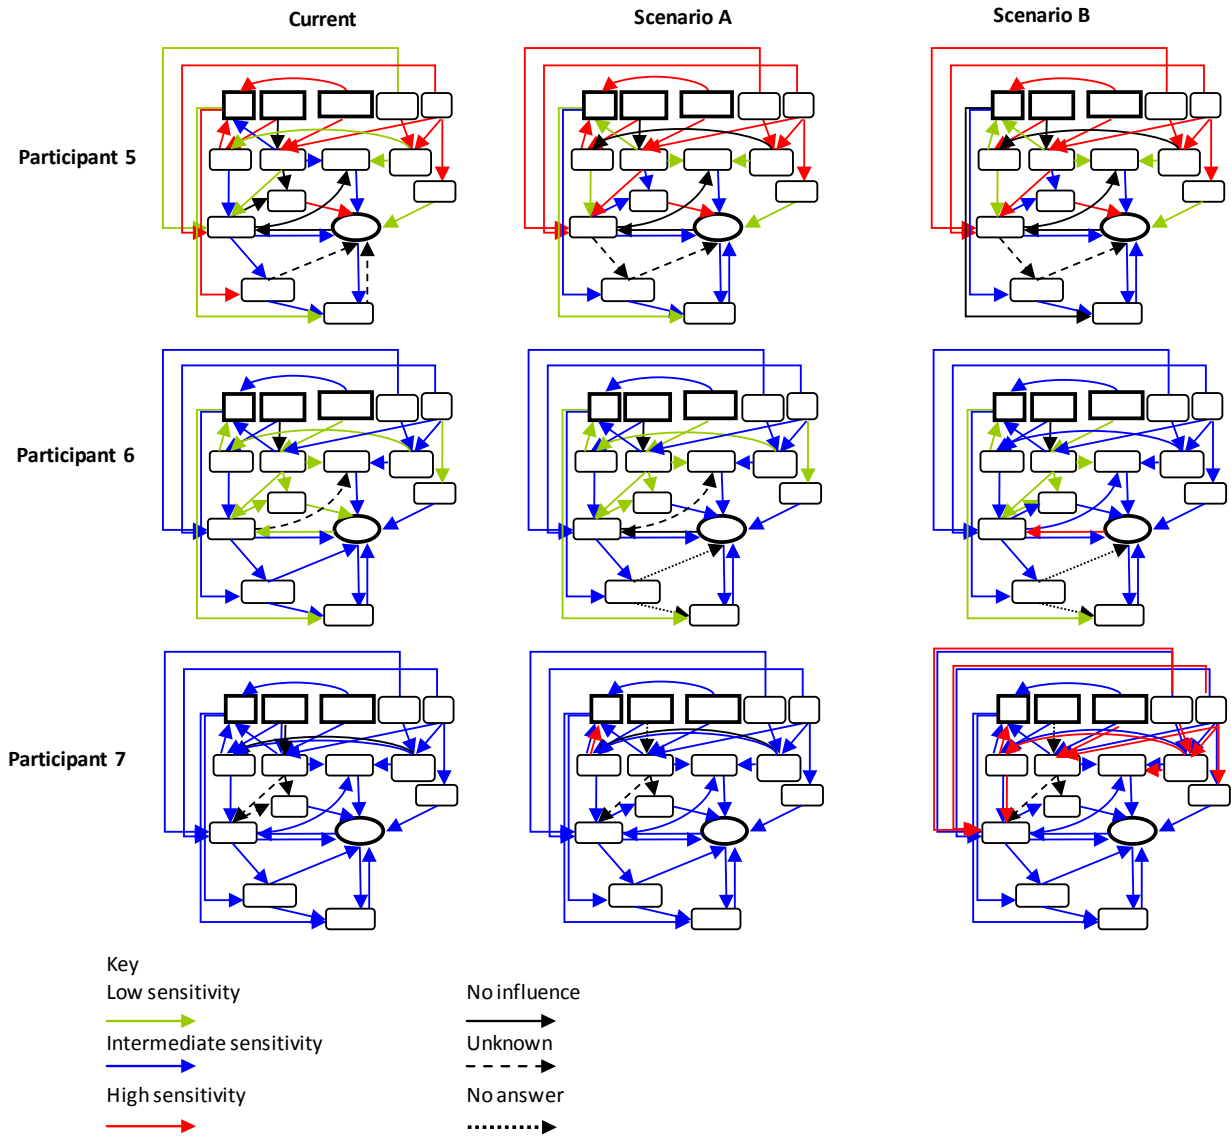 Current
Scenario A
Scenario B
Participant 5
Participant 6
Participant 7
Key
Low sensitivity
No influence
Intermediate sensitivity
Unknown
High sensitivity
No answer